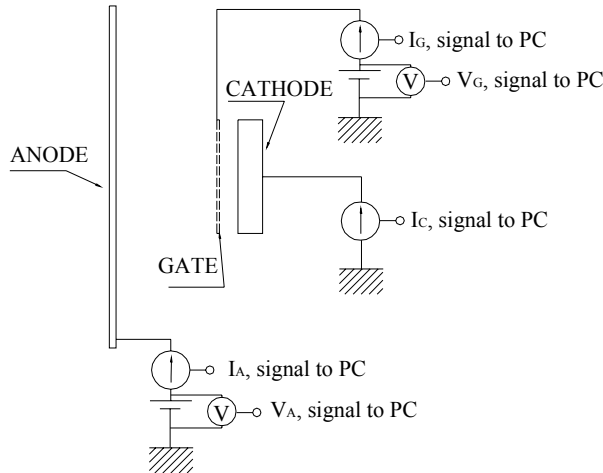 IG, signal to PC
V
VG, signal to PC
CATHODE
ANODE
IC, signal to PC
GATE
IA, signal to PC
V
VA, signal to PC